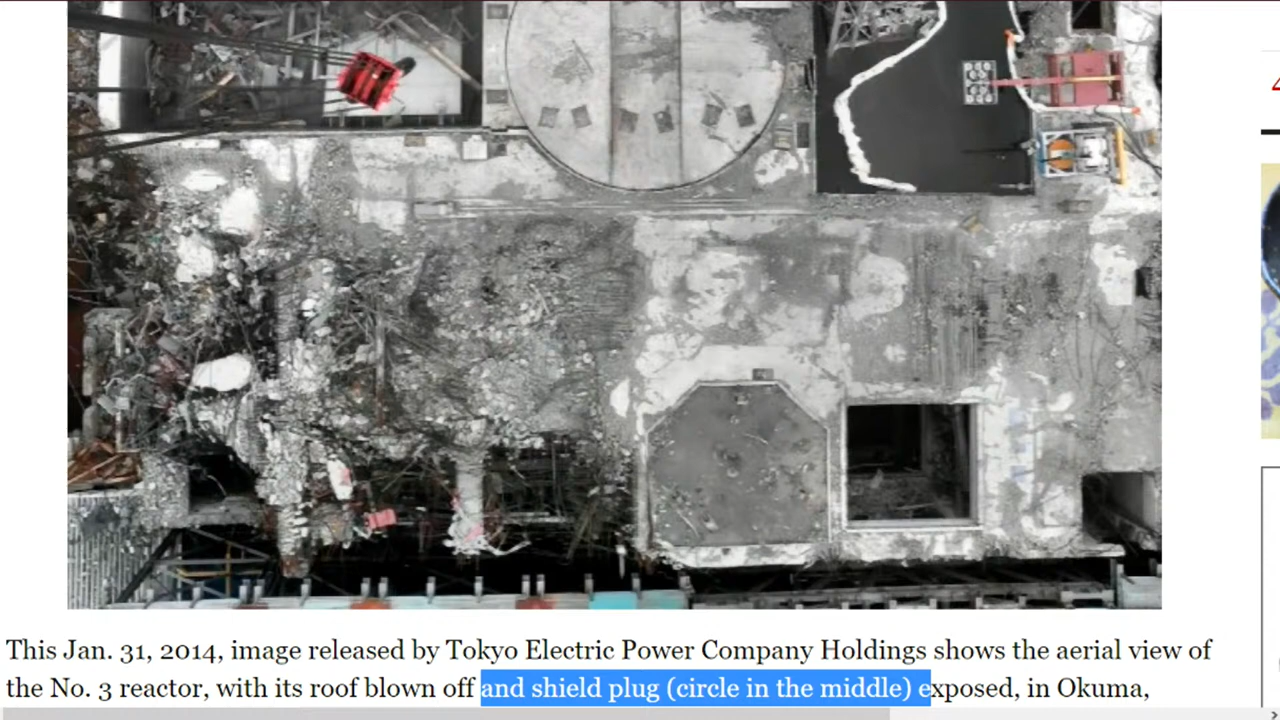 This Jan. 31, 2014, image released by Tokyo Electric Power Company Holdings shows the aerial view of
the No. 3 reactor, with its roof blown off and shield plug (circle in the middle) exposed, in Okuma,